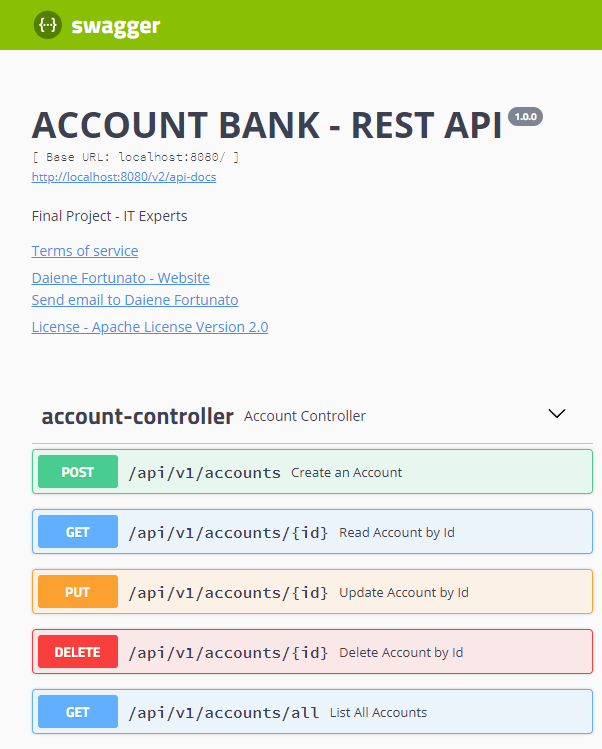 {···} swagger
ACCOUNT BANK - REST API 1.0.0
[ Base URL: localhost:8080/ ]
http://localhost:8080/v2/api-docs
Final Project - IT Experts
Terms of service
Daiene Fortunato - Website
Send email to Daiene Fortunato
License - Apache License Version 2.0
account-controller Account Controller
POST /api/v1/accounts Create an Account
GET /api/v1/accounts/{id} Read Account by Id
PUT /api/v1/accounts/{id} Update Account by Id
DELETE /api/v1/accounts/{id} Delete Account by Id
GET /api/v1/accounts/all List All Accounts